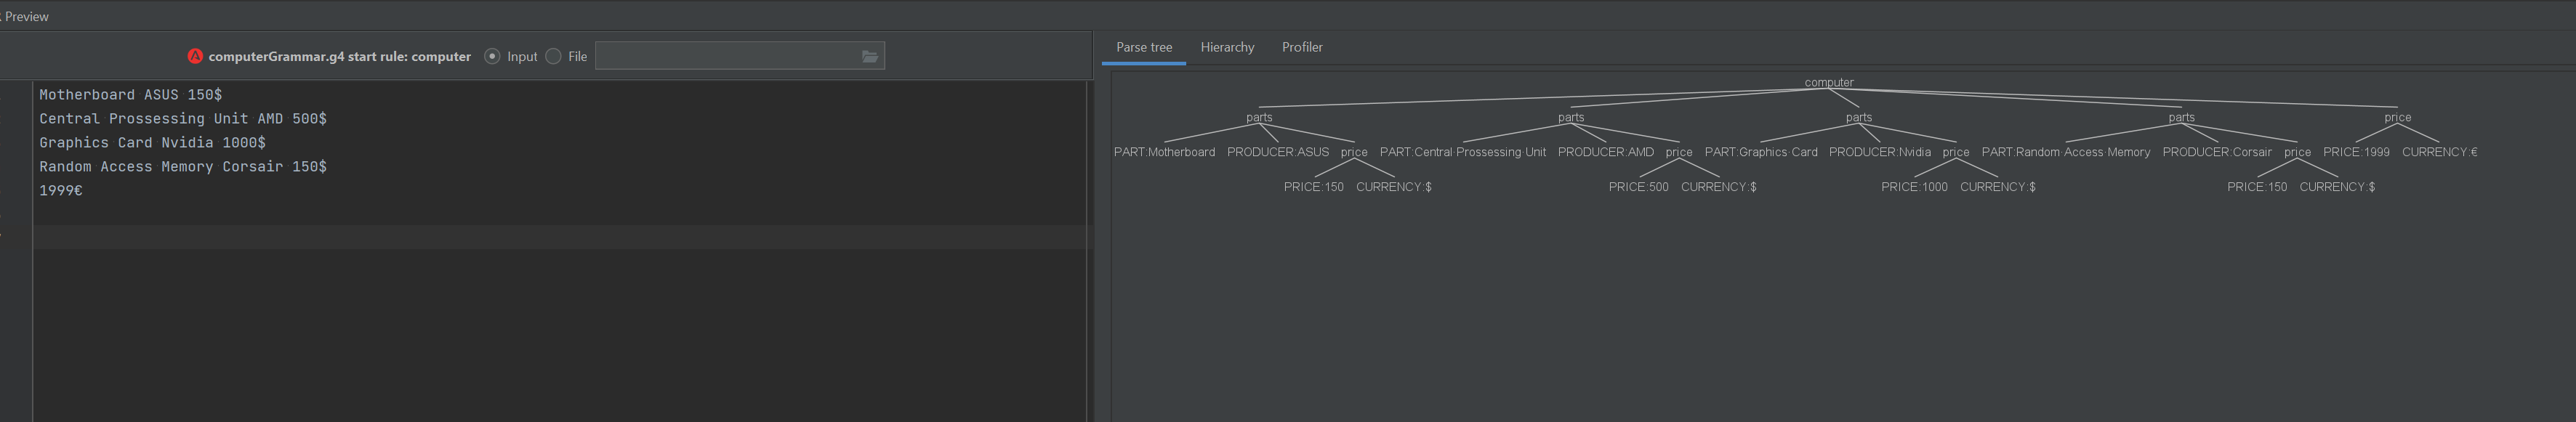 Preview
computerGrammar.g4 start rule: computer Input File
Motherboard ASUS 150$
Central Prossessing Unit AMD 500$
Graphics Card Nvidia 1000$
Random Access Memory Corsair 150$
1999€
Parse tree Hierarchy Profiler
computer
parts parts parts parts price
PART:Motherboard PRODUCER:ASUS price PART:Central·Prossessing·Unit PRODUCER:AMD price PART:Graphics·Card PRODUCER:Nvidia price PART:Random·Access·Memory PRODUCER:Corsair price PRICE:1999 CURRENCY:€
PRICE:150 CURRENCY:$ PRICE:500 CURRENCY:$ PRICE:1000 CURRENCY:$ PRICE:150 CURRENCY:$